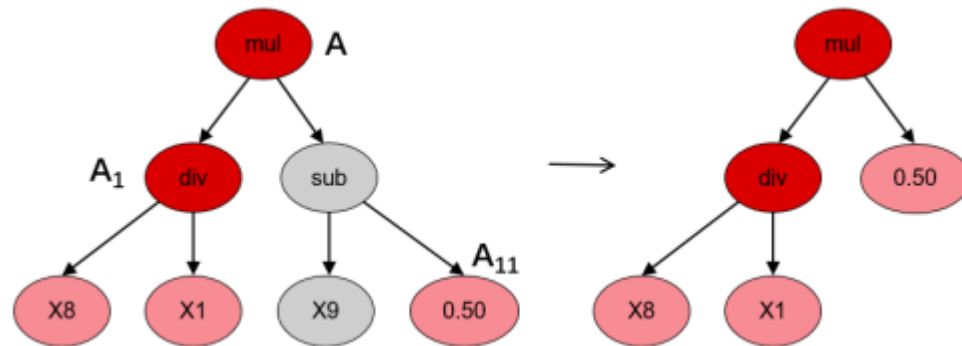 mul A mul
A₁ div sub div 0.50
A₁₁
X8 X1 X9 0.50 X8 X1